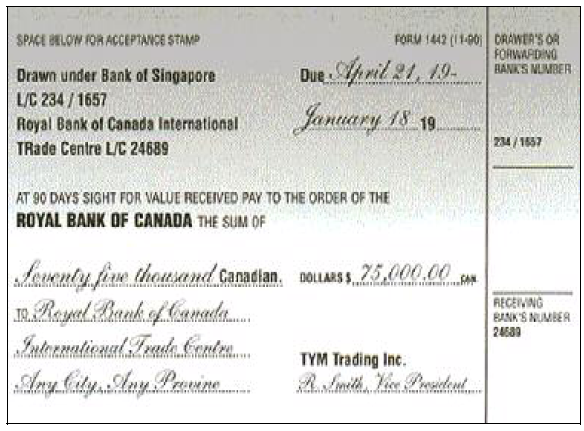 SPACE BELOW FOR ACCEPTANCE STAMP
FORM 1442 (11-90)
Drawn under Bank of Singapore
L/C 234 / 1657
Royal Bank of Canada International
TRade Centre L/C 24689
Due April 21, 19-
January 18 19
AT 90 DAYS SIGHT FOR VALUE RECEIVED PAY TO THE ORDER OF THE
ROYAL BANK OF CANADA THE SUM OF
Seventy five thousand Canadian. DOLLARS $ 75,000.00 CAN.
TO Royal Bank of Canada
International Trade Centre
Any City, Any Provine
TYM Trading Inc.
R. Smith, Vice President
DRAWER'S OR
FORWARDING
BANK'S NUMBER
234 / 1657
RECEIVING
BANK'S NUMBER
24689